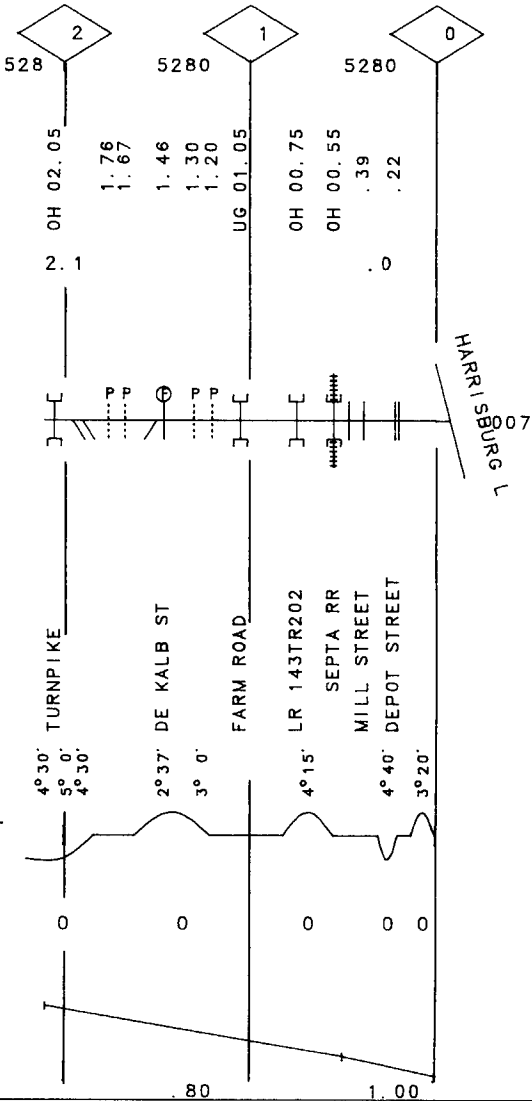 2
1
0
528
5280
5280
OH 02.05
1.76
1.67
1.46
1.30
1.20
UG 01.05
OH 00.75
OH 00.55
.39
.22
2.1
.0
P
P
P
P
P
HARRISBURG L
007
TURNPIKE
DE KALB ST
FARM ROAD
LR 143TR202
SEPTA RR
MILL STREET
DEPOT STREET
4°30'
5° 0'
4°30'
2°37'
3° 0'
4°15'
4°40'
3°20'
0
0
0
0
0
.80
1.00